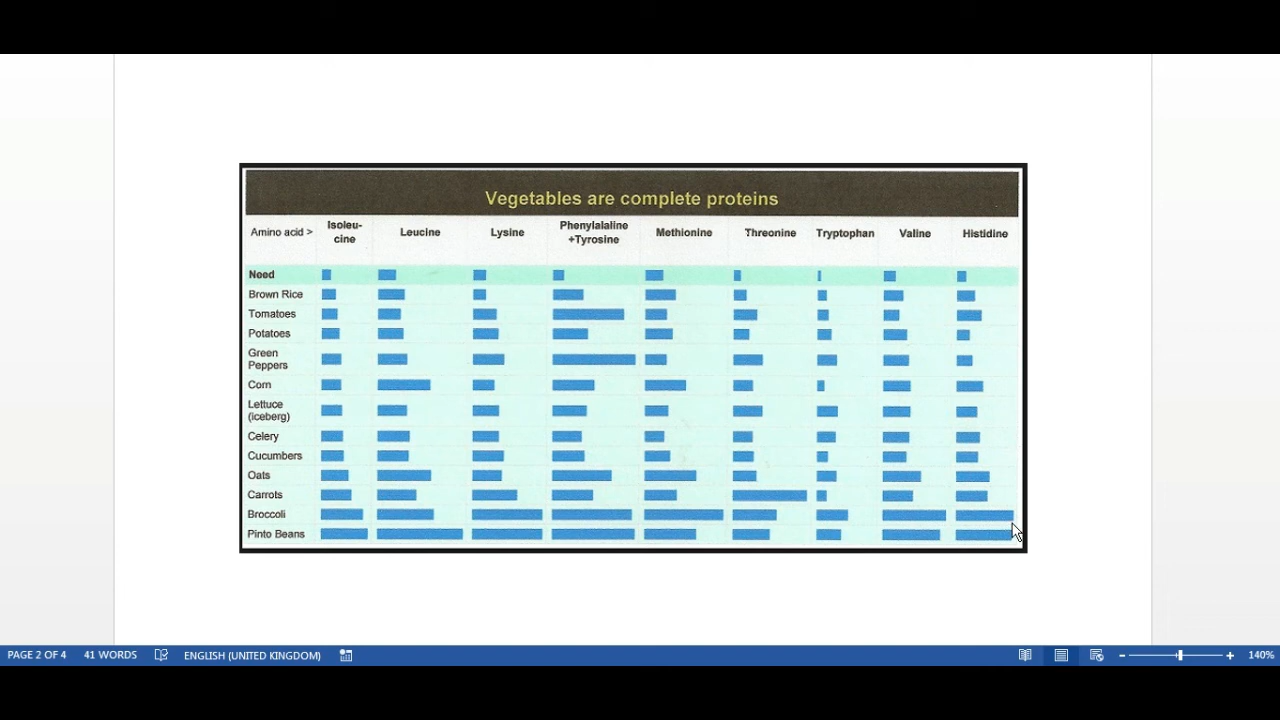 Vegetables are complete proteins
Amino acid >
Isoleu-
cine
Leucine
Lysine
Phenylalaline
+Tyrosine
Methionine
Threonine
Tryptophan
Valine
Histidine
Need
Brown Rice
Tomatoes
Potatoes
Green
Peppers
Corn
Lettuce
(iceberg)
Celery
Cucumbers
Oats
Carrots
Broccoli
Pinto Beans
PAGE 2 OF 4 41 WORDS ENGLISH (UNITED KINGDOM) 140%